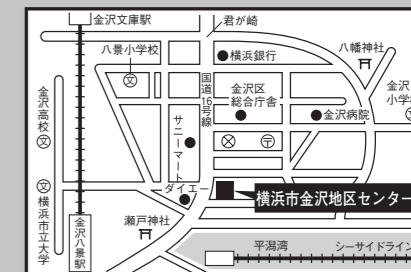 金沢文庫駅
君が崎
八景小学校
文
横浜銀行
八幡神社
国道16号線
金沢区
総合庁舎
金沢
小学校
金沢高校
文
サニーマート
金沢病院
文
横浜市立大学
ダイエー
横浜市金沢地区センター
瀬戸神社
金沢八景駅
平潟湾
シーサイドライン